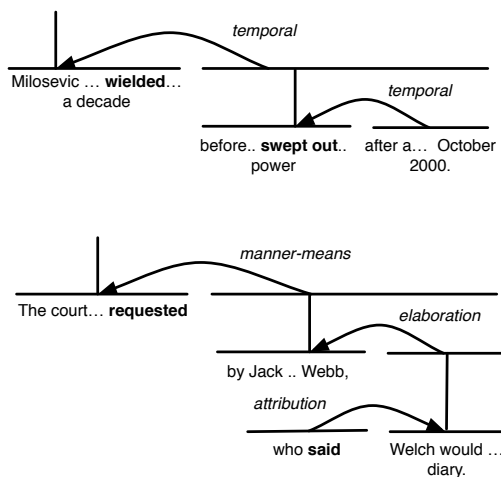 temporal
Milosevic … wielded…
a decade
temporal
before.. swept out..
power
after a… October
2000.
manner-means
The court… requested
elaboration
by Jack .. Webb,
attribution
who said
Welch would …
diary.